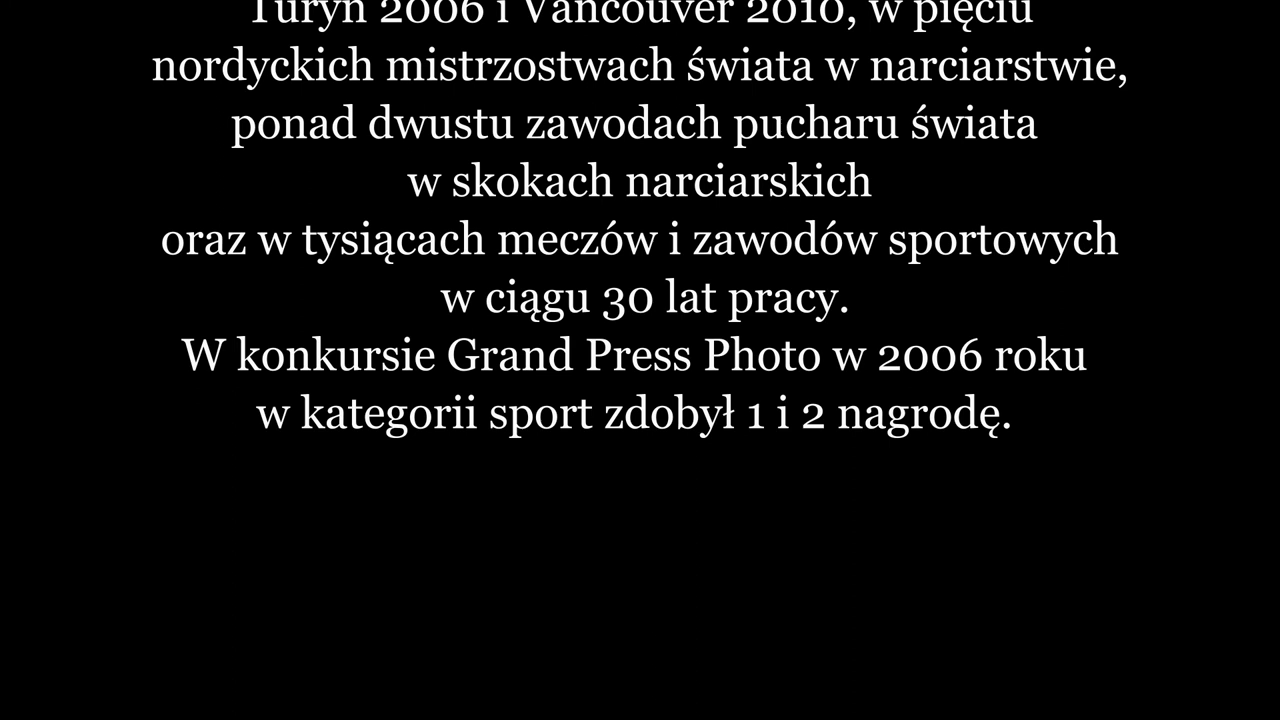 Turyn 2006 i Vancouver 2010, w pięciu
nordyckich mistrzostwach świata w narciarstwie,
ponad dwustu zawodach pucharu świata
w skokach narciarskich
oraz w tysiącach meczów i zawodów sportowych
w ciągu 30 lat pracy.
W konkursie Grand Press Photo w 2006 roku
w kategorii sport zdobył 1 i 2 nagrodę.